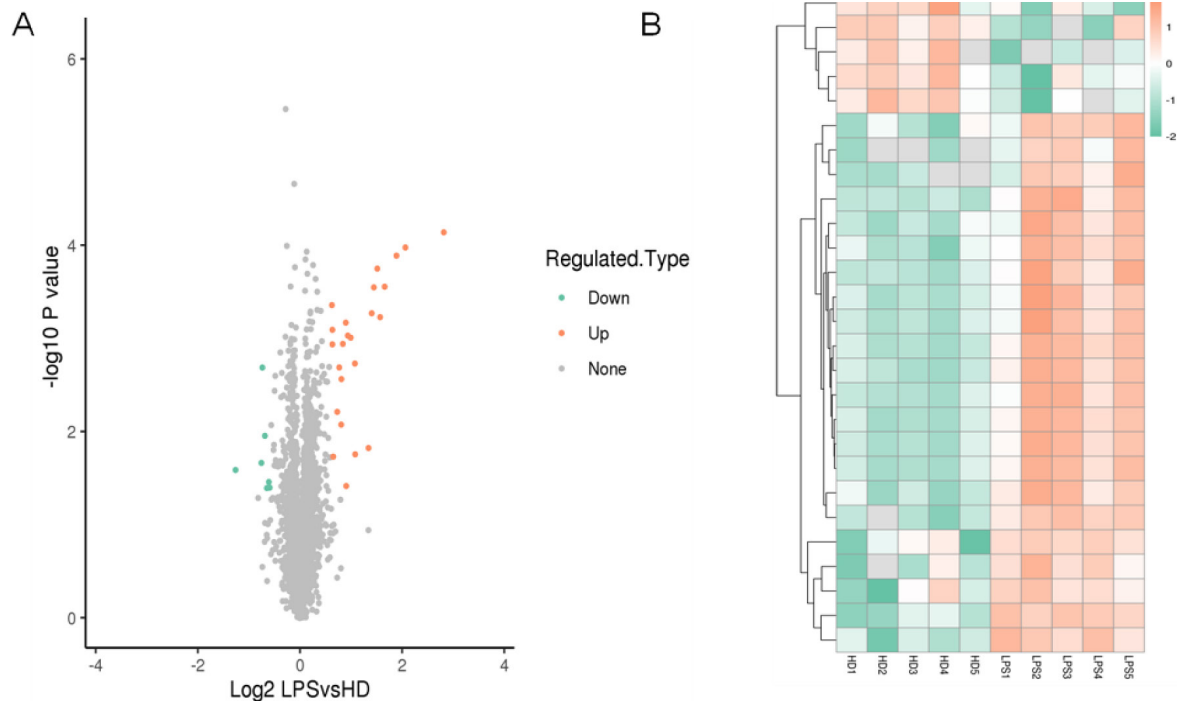 A
6
4
2
0
-log10 P value
-4
-2
0
2
4
Log2 LPSvsHD
Regulated.Type
Down
Up
None
B
1
0
-1
-2
HD1
HD2
HD3
HD4
HD5
LPS1
LPS2
LPS3
LPS4
LPS5